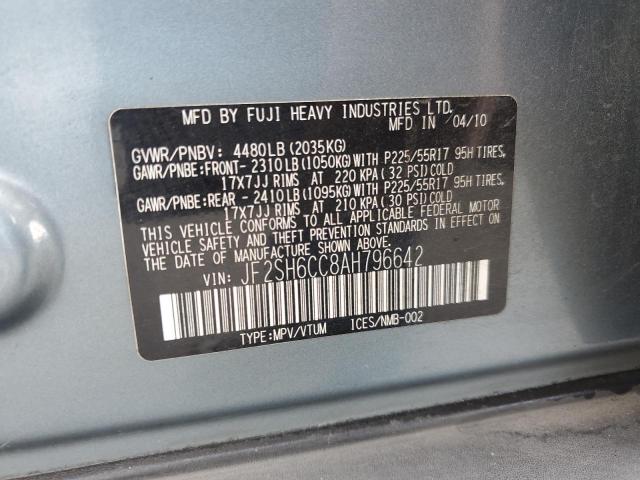 MFD BY FUJI HEAVY INDUSTRIES LTD.
MFD IN 04/10
GVWR/PNBV: 4480LB (2035KG)
GAWR/PNBE:FRONT-2310LB(1050KG)WITH P225/55R17 95H TIRES,
17X7JJ RIMS AT 220 KPA(32 PSI)COLD
GAWR/PNBE:REAR -2410LB(1095KG)WITH P225/55R17 95H TIRES,
17X7JJ RIMS AT 210 KPA(30 PSI)COLD
THIS VEHICLE CONFORMS TO ALL APPLICABLE FEDERAL MOTOR
VEHICLE SAFETY AND THEFT PREVENTION STANDARDS IN EFFECT
ON THE DATE OF MANUFACTURE SHOWN ABOVE.
VIN: JF2SH6CC8AH796642
TYPE:MPV/VTUM ICES/NMB-002